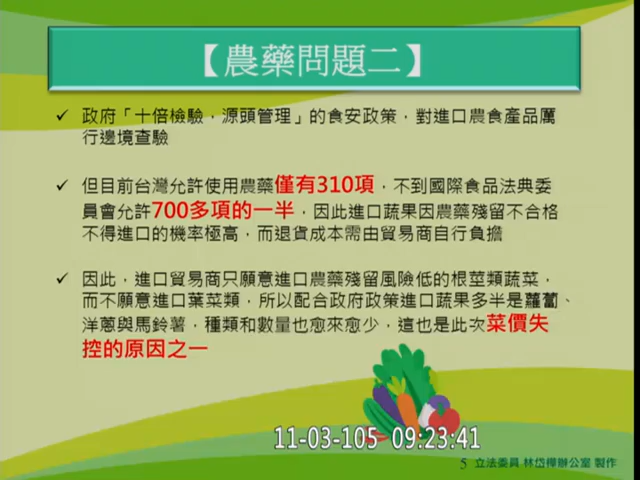 【農藥問題二】
✓ 政府「十倍檢驗，源頭管理」的食安政策，對進口農食產品厲
行邊境查驗
✓ 但目前台灣允許使用農藥僅有310項，不到國際食品法典委
員會允許700多項的一半，因此進口蔬果因農藥殘留不合格
不得進口的機率極高，而退貨成本需由貿易商自行負擔
✓ 因此，進口貿易商只願意進口農藥殘留風險低的根莖類蔬菜，
而不願意進口葉菜類，所以配合政府政策進口蔬果多半是蘿蔔、
洋蔥與馬鈴薯，種類和數量也愈來愈少，這也是此次菜價失
控的原因之一
11-03-105 09:23:41
5 立法委員 林岱樺辦公室 製作